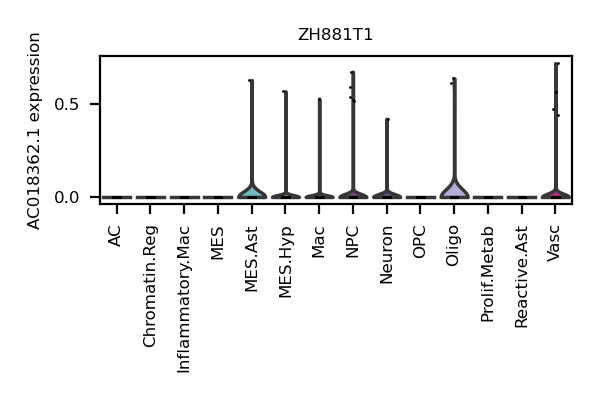 ZH881T1
AC018362.1 expression
0.5
0.0
AC
Chromatin.Reg
Inflammatory.Mac
MES
MES.Ast
MES.Hyp
Mac
NPC
Neuron
OPC
Oligo
Prolif.Metab
Reactive.Ast
Vasc